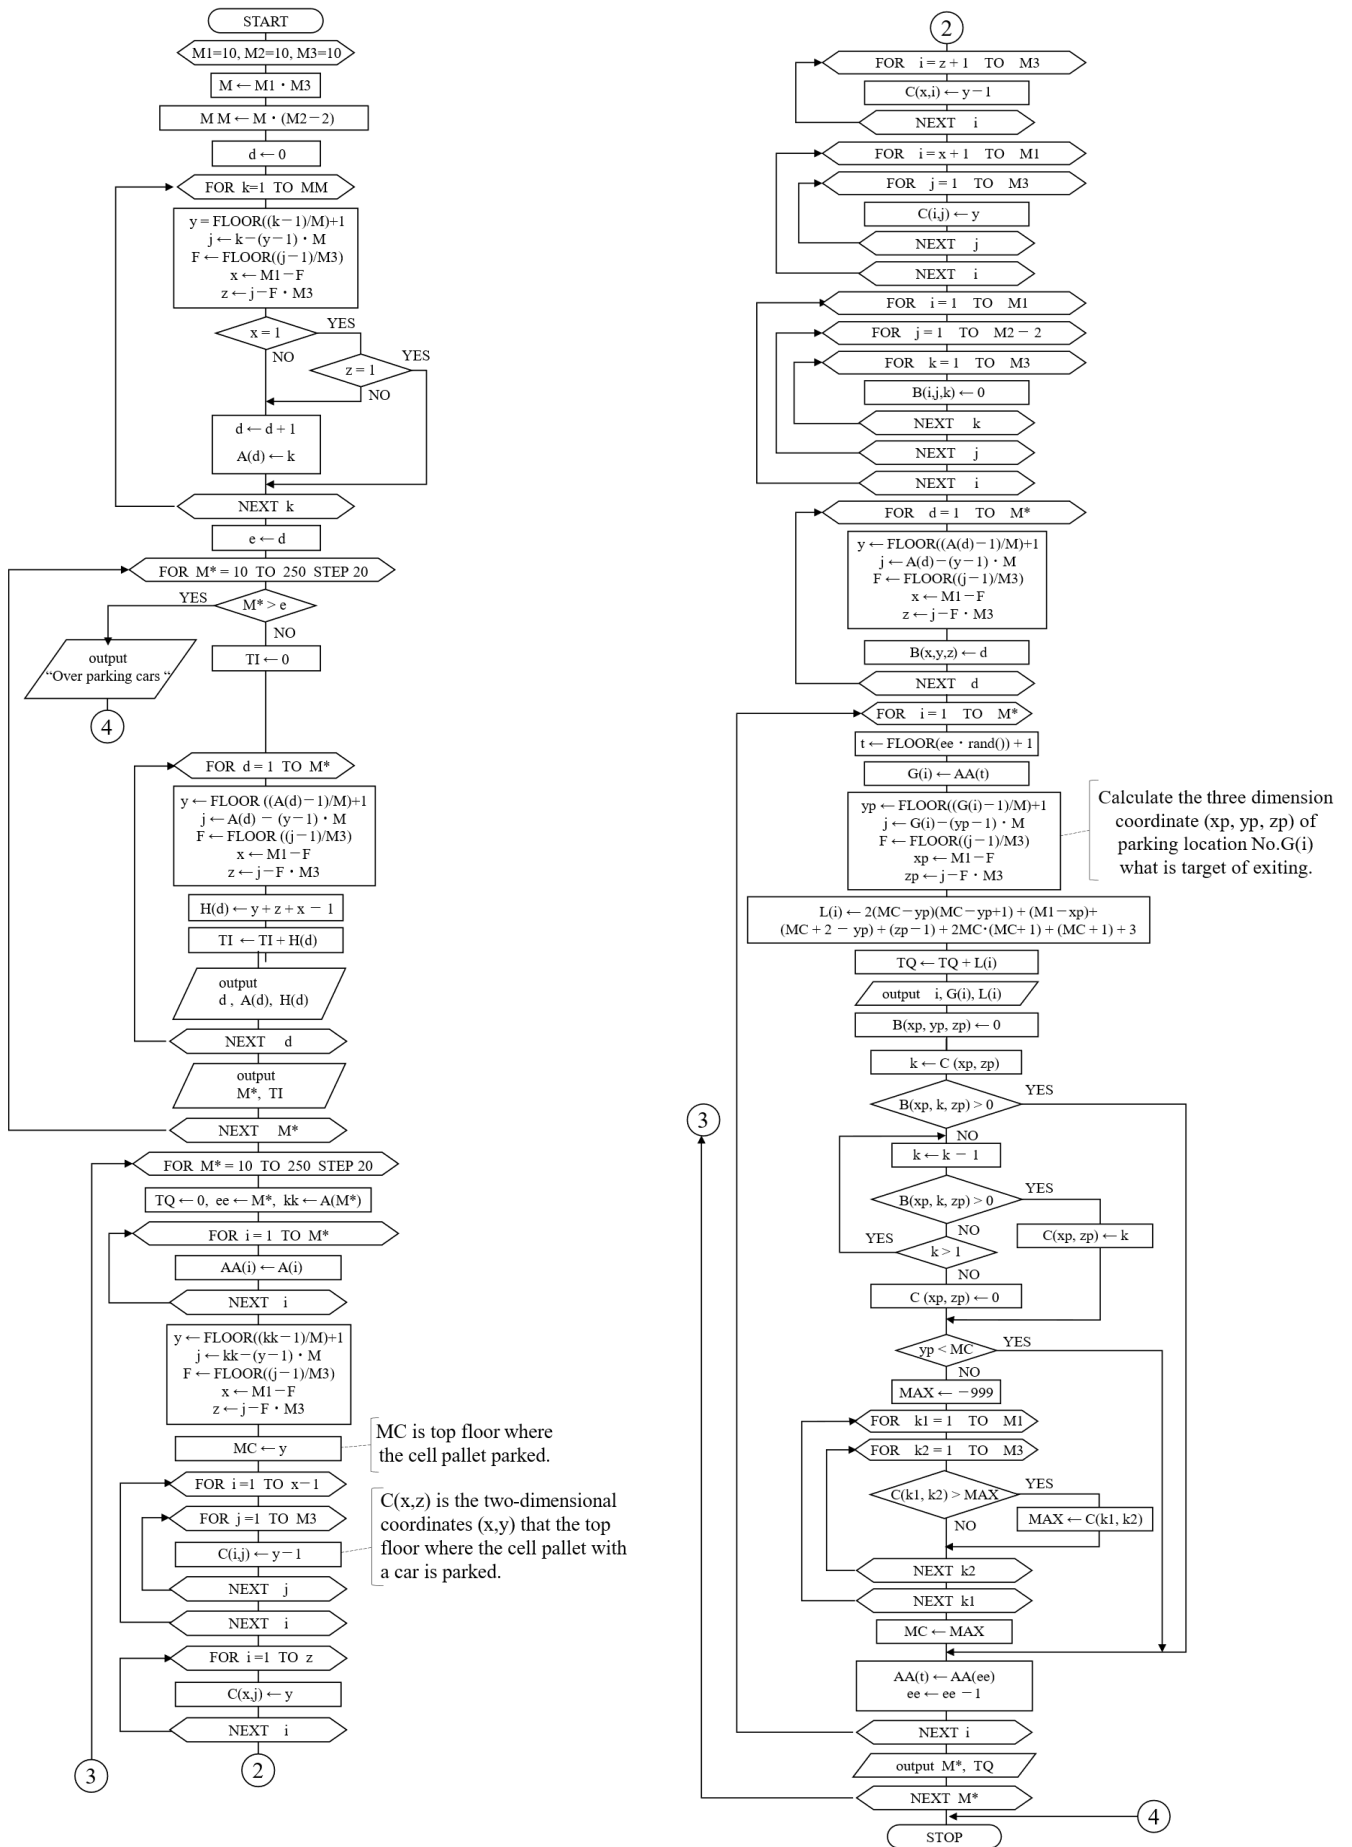 START
M1=10, M2=10, M3=10
M ← M1・M3
M M ← M・(M2−2)
d ← 0
FOR k=1 TO MM
y = FLOOR((k−1)/M)+1
j ← k−(y−1)・M
F ← FLOOR((j−1)/M3)
x ← M1−F
z ← j−F・M3
x = 1
YES
NO
z = 1
YES
NO
d ← d + 1
A(d) ← k
NEXT k
e ← d
FOR M* = 10 TO 250 STEP 20
M* > e
YES
NO
output
“Over parking cars “
4
TI ← 0
FOR d = 1 TO M*
y ← FLOOR ((A(d)−1)/M)+1
j ← A(d) − (y−1)・M
F ← FLOOR ((j−1)/M3)
x ← M1−F
z ← j−F・M3
H(d) ← y + z + x − 1
TI ← TI + H(d)
output
d , A(d), H(d)
NEXT d
output
M*, TI
NEXT M*
FOR M* = 10 TO 250 STEP 20
TQ ← 0, ee ← M*, kk ← A(M*)
FOR i = 1 TO M*
AA(i) ← A(i)
NEXT i
y ← FLOOR((kk−1)/M)+1
j ← kk−(y−1)・M
F ← FLOOR((j−1)/M3)
x ← M1−F
z ← j−F・M3
MC ← y
MC is top floor where
the cell pallet parked.
FOR i =1 TO x−1
FOR j =1 TO M3
C(i,j) ← y−1
C(x,z) is the two-dimensional
coordinates (x,y) that the top
floor where the cell pallet with
a car is parked.
NEXT j
NEXT i
FOR i =1 TO z
C(x,j) ← y
NEXT i
3
2
2
FOR i = z + 1 TO M3
C(x,i) ← y−1
NEXT i
FOR i = x + 1 TO M1
FOR j = 1 TO M3
C(i,j) ← y
NEXT j
NEXT i
FOR i = 1 TO M1
FOR j = 1 TO M2 − 2
FOR k = 1 TO M3
B(i,j,k) ← 0
NEXT k
NEXT j
NEXT i
FOR d = 1 TO M*
y ← FLOOR((A(d)−1)/M)+1
j ← A(d)−(y−1)・M
F ← FLOOR((j−1)/M3)
x ← M1−F
z ← j−F・M3
B(x,y,z) ← d
NEXT d
FOR i = 1 TO M*
t ← FLOOR(ee・rand()) + 1
G(i) ← AA(t)
yp ← FLOOR((G(i)−1)/M)+1
j ← G(i)−(yp−1)・M
F ← FLOOR((j−1)/M3)
xp ← M1−F
zp ← j−F・M3
Calculate the three dimension
coordinate (xp, yp, zp) of
parking location No.G(i)
what is target of exiting.
L(i) ← 2(MC−yp)(MC−yp+1) + (M1−xp)+
(MC + 2 − yp) + (zp−1) + 2MC・(MC+ 1) + (MC + 1) + 3
TQ ← TQ + L(i)
output i, G(i), L(i)
B(xp, yp, zp) ← 0
k ← C (xp, zp)
B(xp, k, zp) > 0
YES
NO
3
k ← k − 1
B(xp, k, zp) > 0
YES
NO
C(xp, zp) ← k
k > 1
YES
NO
C (xp, zp) ← 0
yp < MC
YES
NO
MAX ← −999
FOR k1 = 1 TO M1
FOR k2 = 1 TO M3
C(k1, k2) > MAX
YES
NO
MAX ← C(k1, k2)
NEXT k2
NEXT k1
MC ← MAX
AA(t) ← AA(ee)
ee ← ee −1
NEXT i
output M*, TQ
NEXT M*
4
STOP